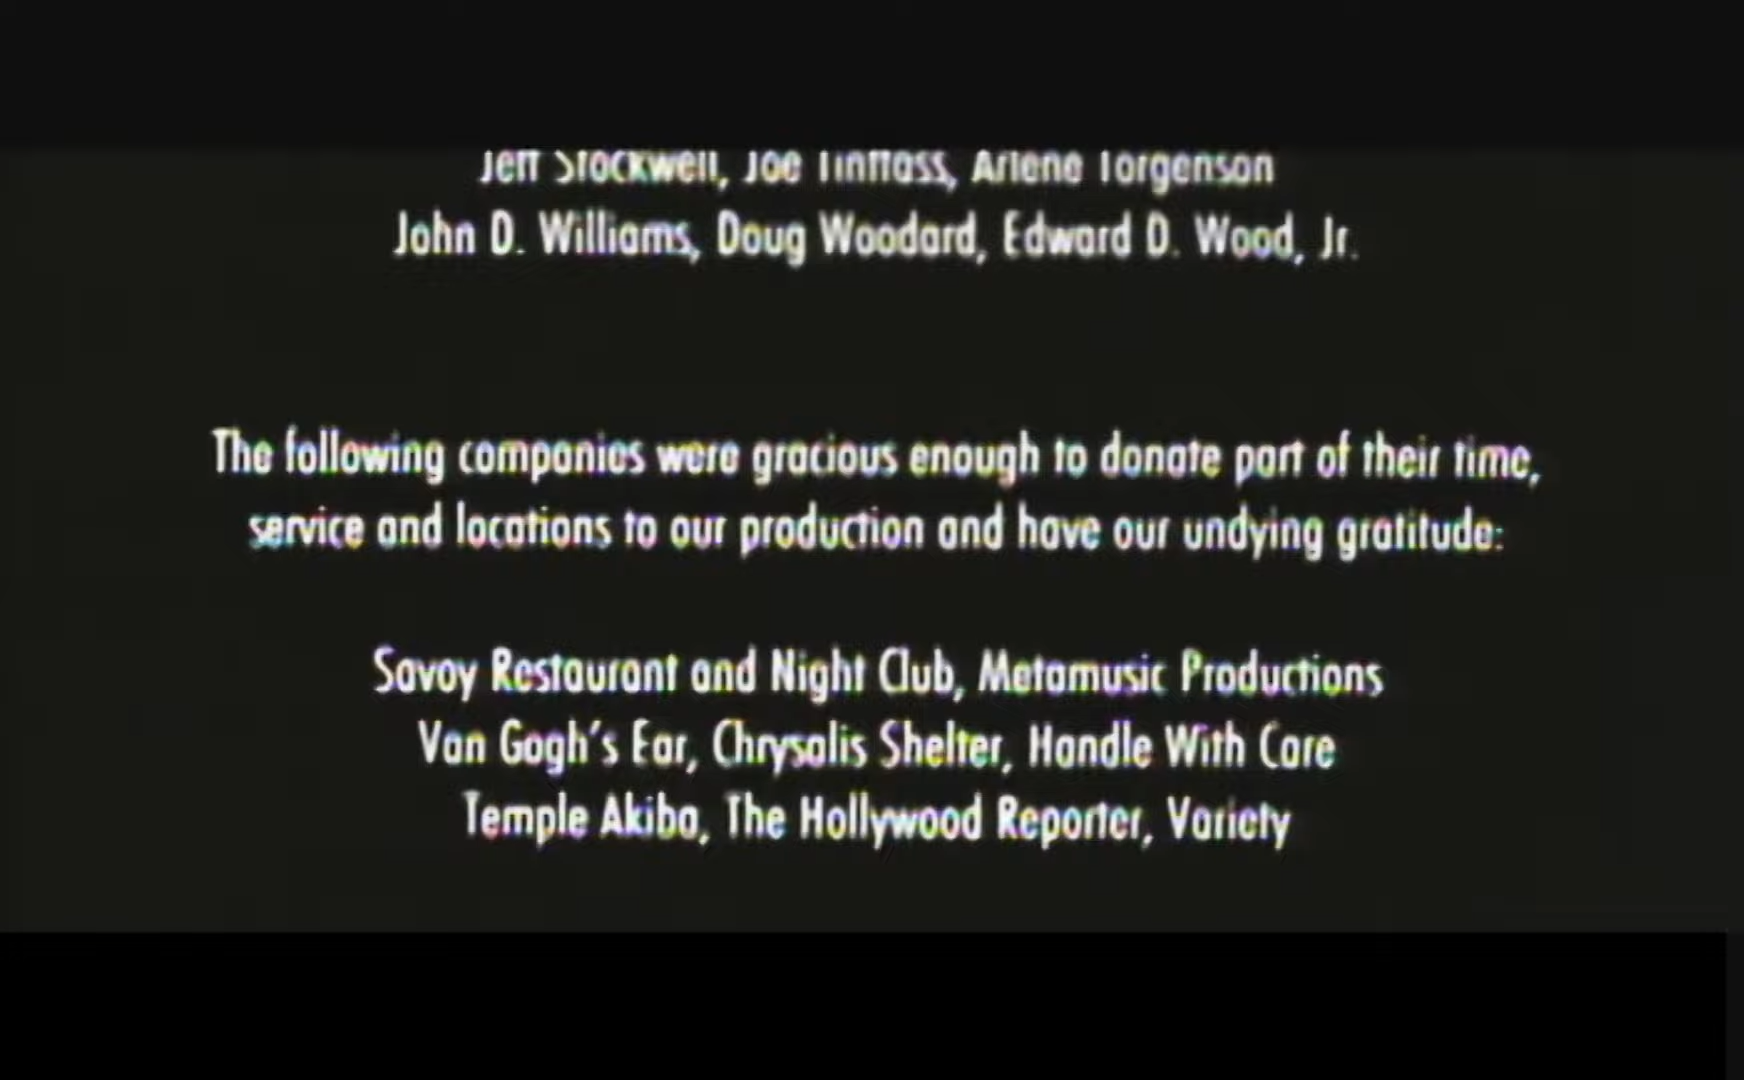 Jeff Stockwell, Joe Tintfass, Arlene Torgenson
John D. Williams, Doug Woodard, Edward D. Wood, Jr.
The following companies were gracious enough to donate part of their time,
service and locations to our production and have our undying gratitude:
Savoy Restaurant and Night Club, Metamusic Productions
Van Gogh's Ear, Chrysalis Shelter, Handle With Care
Temple Akiba, The Hollywood Reporter, Variety